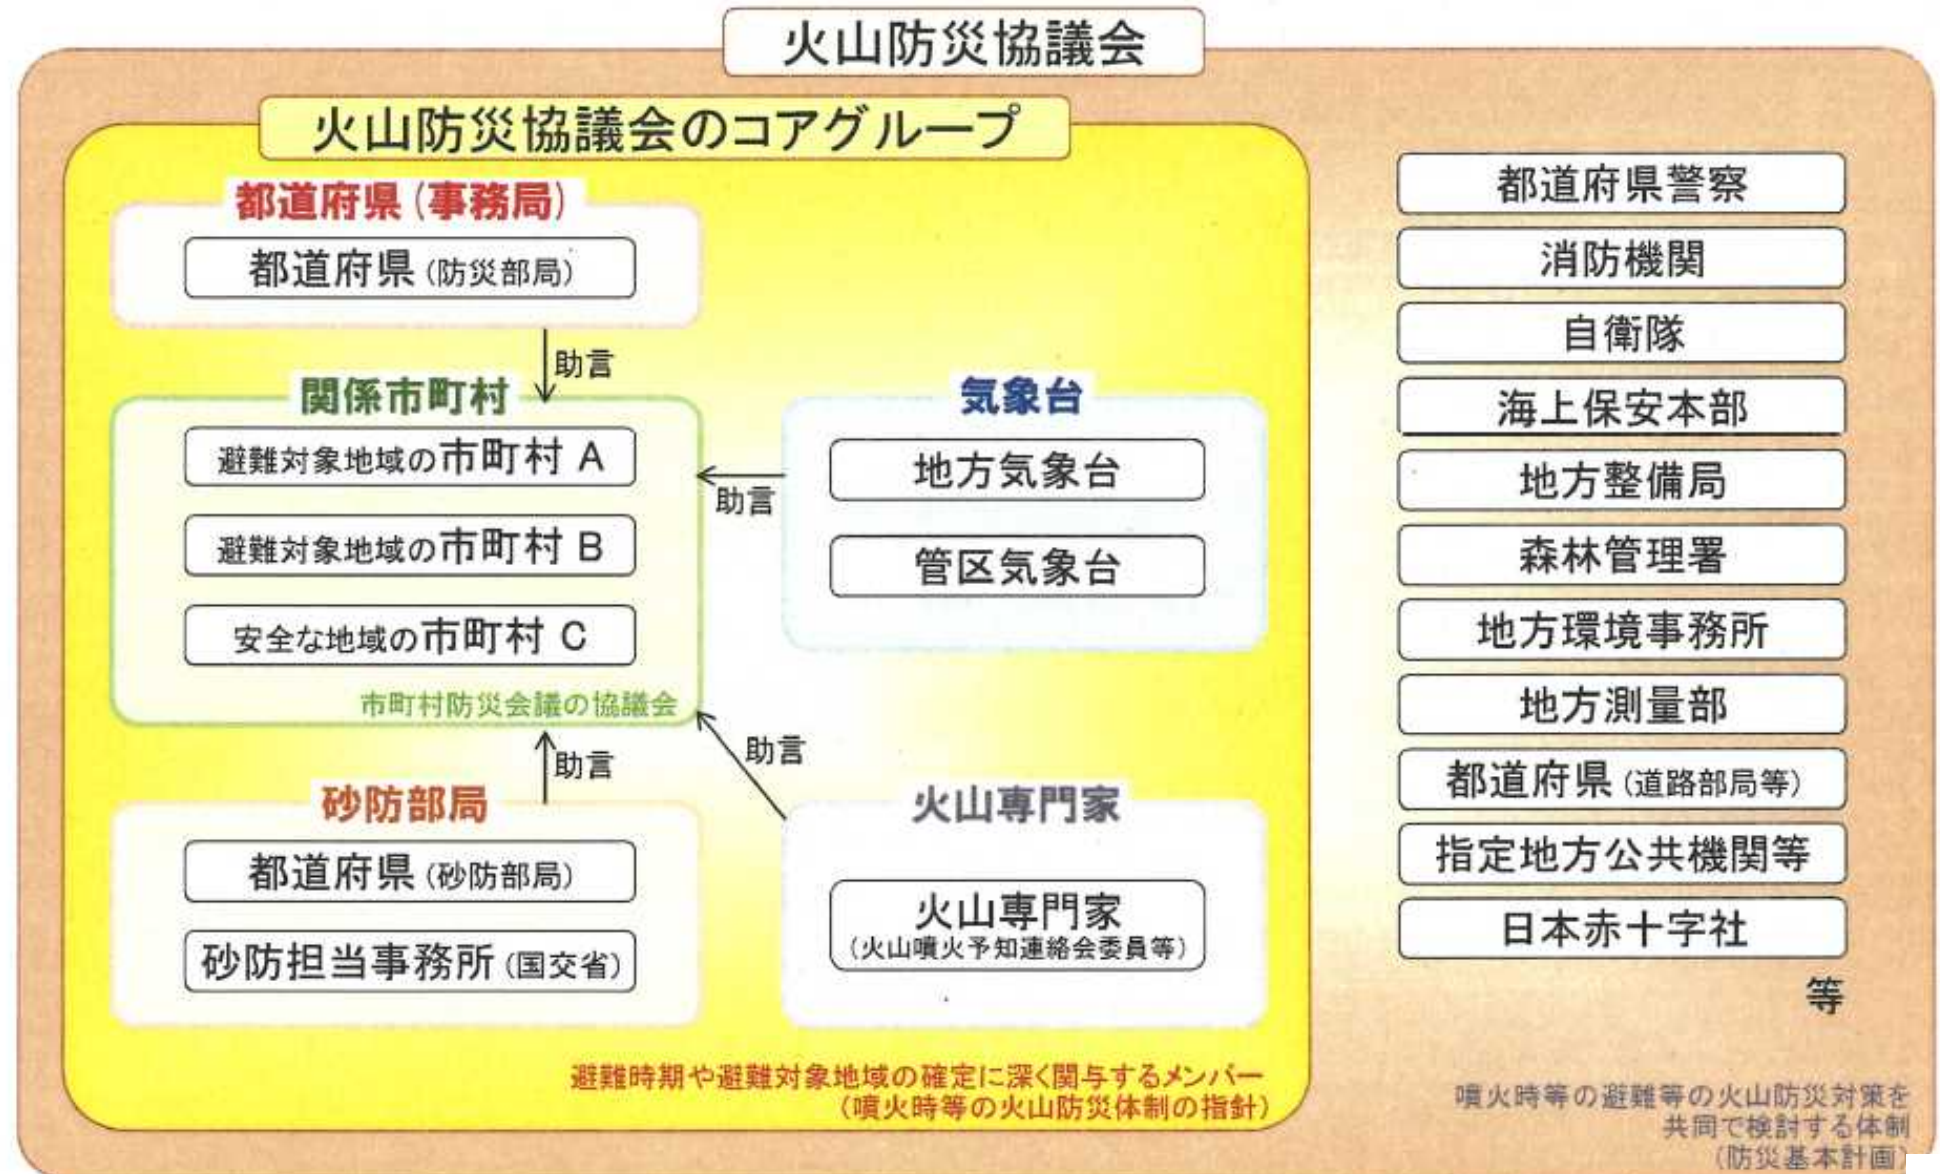 火山防災協議会
火山防災協議会のコアグループ
都道府県(事務局)
都道府県(防災部局)
助言
関係市町村
避難対象地域の市町村 A
避難対象地域の市町村 B
安全な地域の市町村 C
市町村防災会議の協議会
気象台
地方気象台
管区気象台
助言
助言
助言
砂防部局
都道府県(砂防部局)
砂防担当事務所(国交省)
火山専門家
火山専門家
(火山噴火予知連絡会委員等)
避難時期や避難対象地域の確定に深く関与するメンバー
(噴火時等の火山防災体制の指針)
都道府県警察
消防機関
自衛隊
海上保安本部
地方整備局
森林管理署
地方環境事務所
地方測量部
都道府県(道路部局等)
指定地方公共機関等
日本赤十字社
等
噴火時等の避難等の火山防災対策を
共同で検討する体制
(防災基本計画)